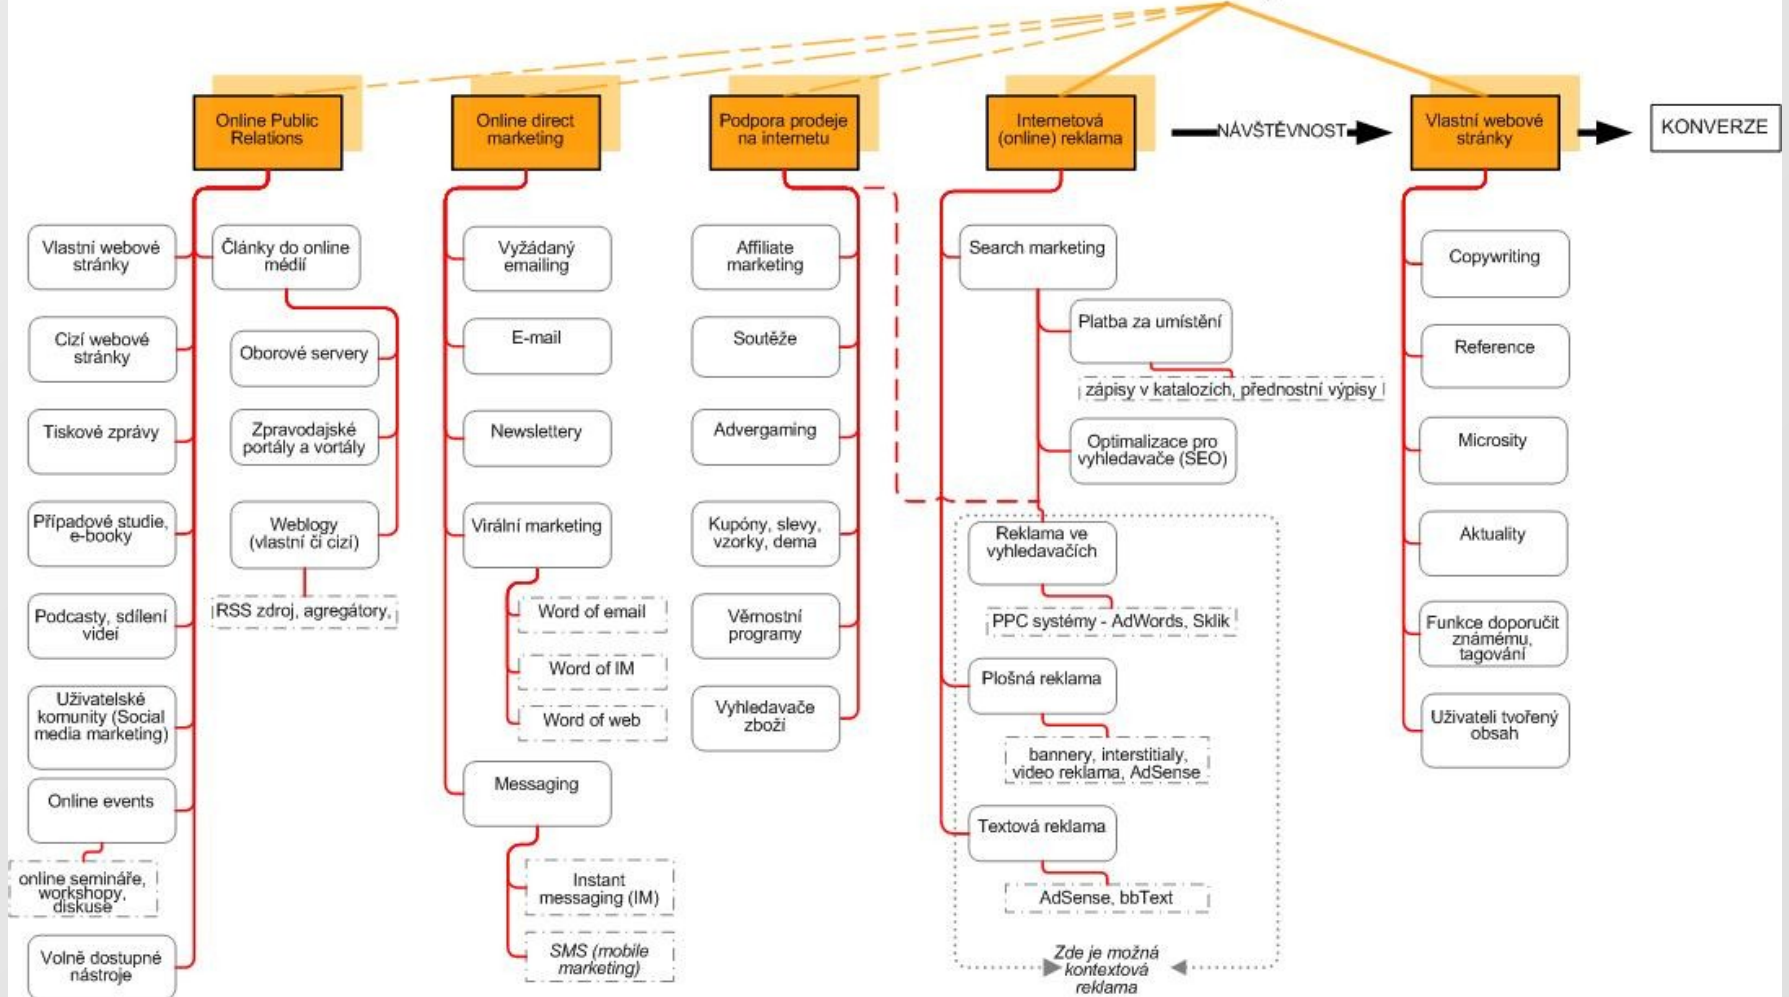 Online Public
Relations
Online direct
marketing
Podpora prodeje
na internetu
Internetová
(online) reklama
NÁVŠTĚVNOST
Vlastní webové
stránky
KONVERZE
Vlastní webové
stránky
Cizí webové
stránky
Tiskové zprávy
Případové studie,
e-booky
Podcasty, sdílení
videí
Uživatelské
komunity (Social
media marketing)
Online events
online semináře,
workshopy,
diskuse
Volně dostupné
nástroje
Články do online
médií
Oborové servery
Zpravodajské
portály a vortály
Weblogy
(vlastní či cizí)
RSS zdroj, agregátory,
Vyžádaný
emailing
E-mail
Newslettery
Virální marketing
Word of email
Word of IM
Word of web
Messaging
Instant
messaging (IM)
SMS (mobile
marketing)
Affiliate
marketing
Soutěže
Advergaming
Kupóny, slevy,
vzorky, dema
Věrnostní
programy
Vyhledavače
zboží
Search marketing
Platba za umístění
zápisy v katalozích, přednostní výpisy
Optimalizace pro
vyhledavače (SEO)
Reklama ve
vyhledavačích
PPC systémy - AdWords, Sklik
Plošná reklama
bannery, interstitialy,
video reklama, AdSense
Textová reklama
AdSense, bbText
Zde je možná
kontextová
reklama
Copywriting
Reference
Microsity
Aktuality
Funkce doporučit
známému,
tagování
Uživateli tvořený
obsah